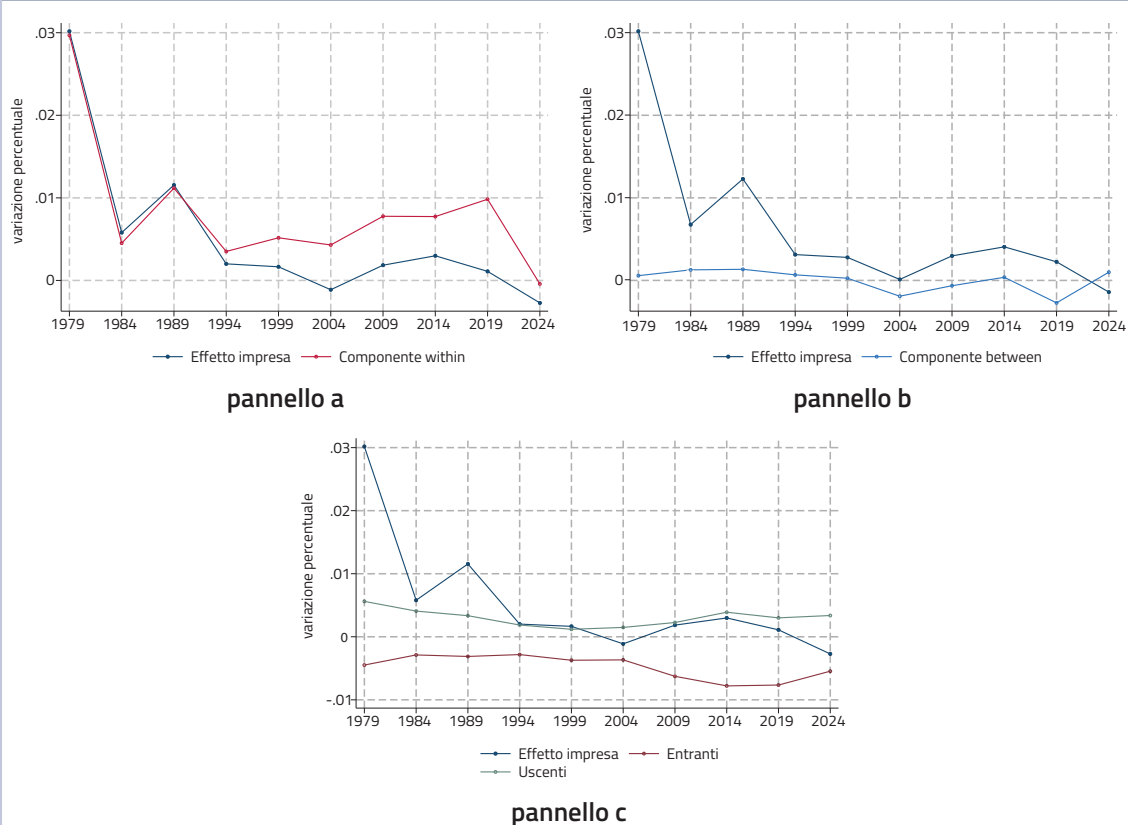 variazione percentuale
.03
.02
.01
0
1979 1984 1989 1994 1999 2004 2009 2014 2019 2024
Effetto impresa Componente within
pannello a
variazione percentuale
.03
.02
.01
0
1979 1984 1989 1994 1999 2004 2009 2014 2019 2024
Effetto impresa Componente between
pannello b
variazione percentuale
.03
.02
.01
0
-.01
1979 1984 1989 1994 1999 2004 2009 2014 2019 2024
Effetto impresa Entranti
Uscenti
pannello c